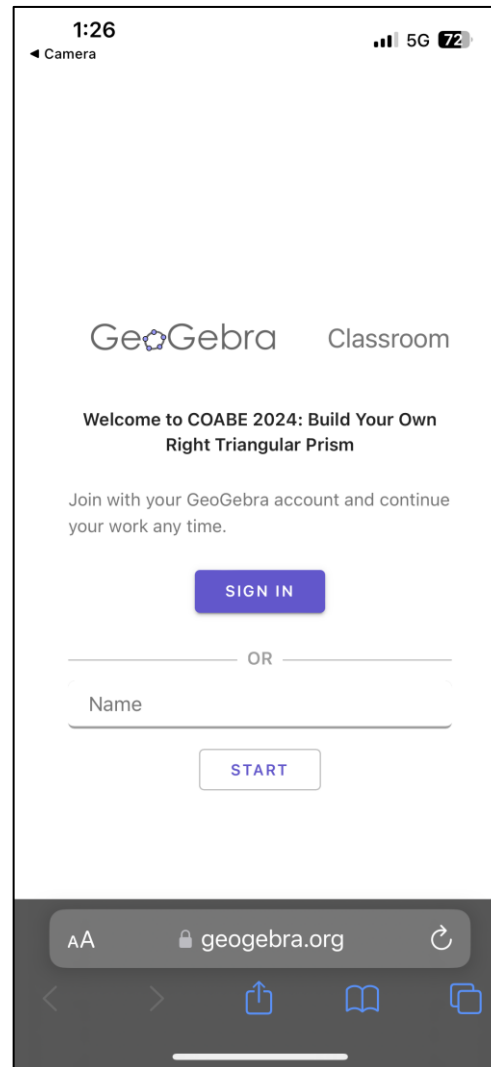 1:26
5G 72
Camera
GeoGebra Classroom
Welcome to COABE 2024: Build Your Own
Right Triangular Prism
Join with your GeoGebra account and continue
your work any time.
SIGN IN
OR
Name
START
AA geogebra.org